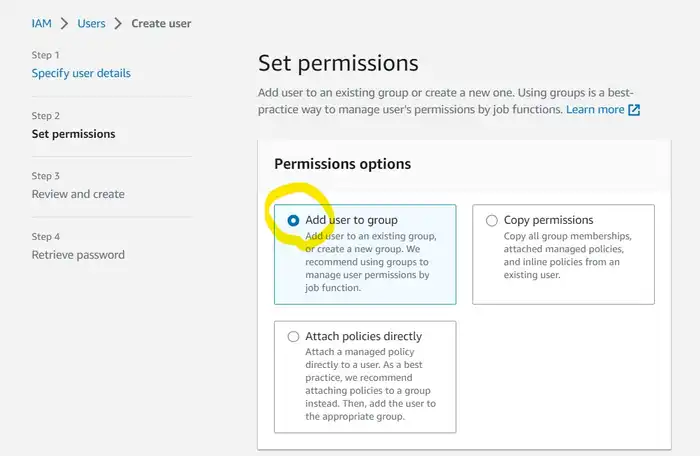 IAM > Users > Create user
Step 1
Specify user details
Step 2
Set permissions
Step 3
Review and create
Step 4
Retrieve password
Set permissions
Add user to an existing group or create a new one. Using groups is a best-
practice way to manage user's permissions by job functions. Learn more
Permissions options
Add user to group
Add user to an existing group,
or create a new group. We
recommend using groups to
manage user permissions by
job function.
Copy permissions
Copy all group memberships,
attached managed policies,
and inline policies from an
existing user.
Attach policies directly
Attach a managed policy
directly to a user. As a best
practice, we recommend
attaching policies to a group
instead. Then, add the user to
the appropriate group.